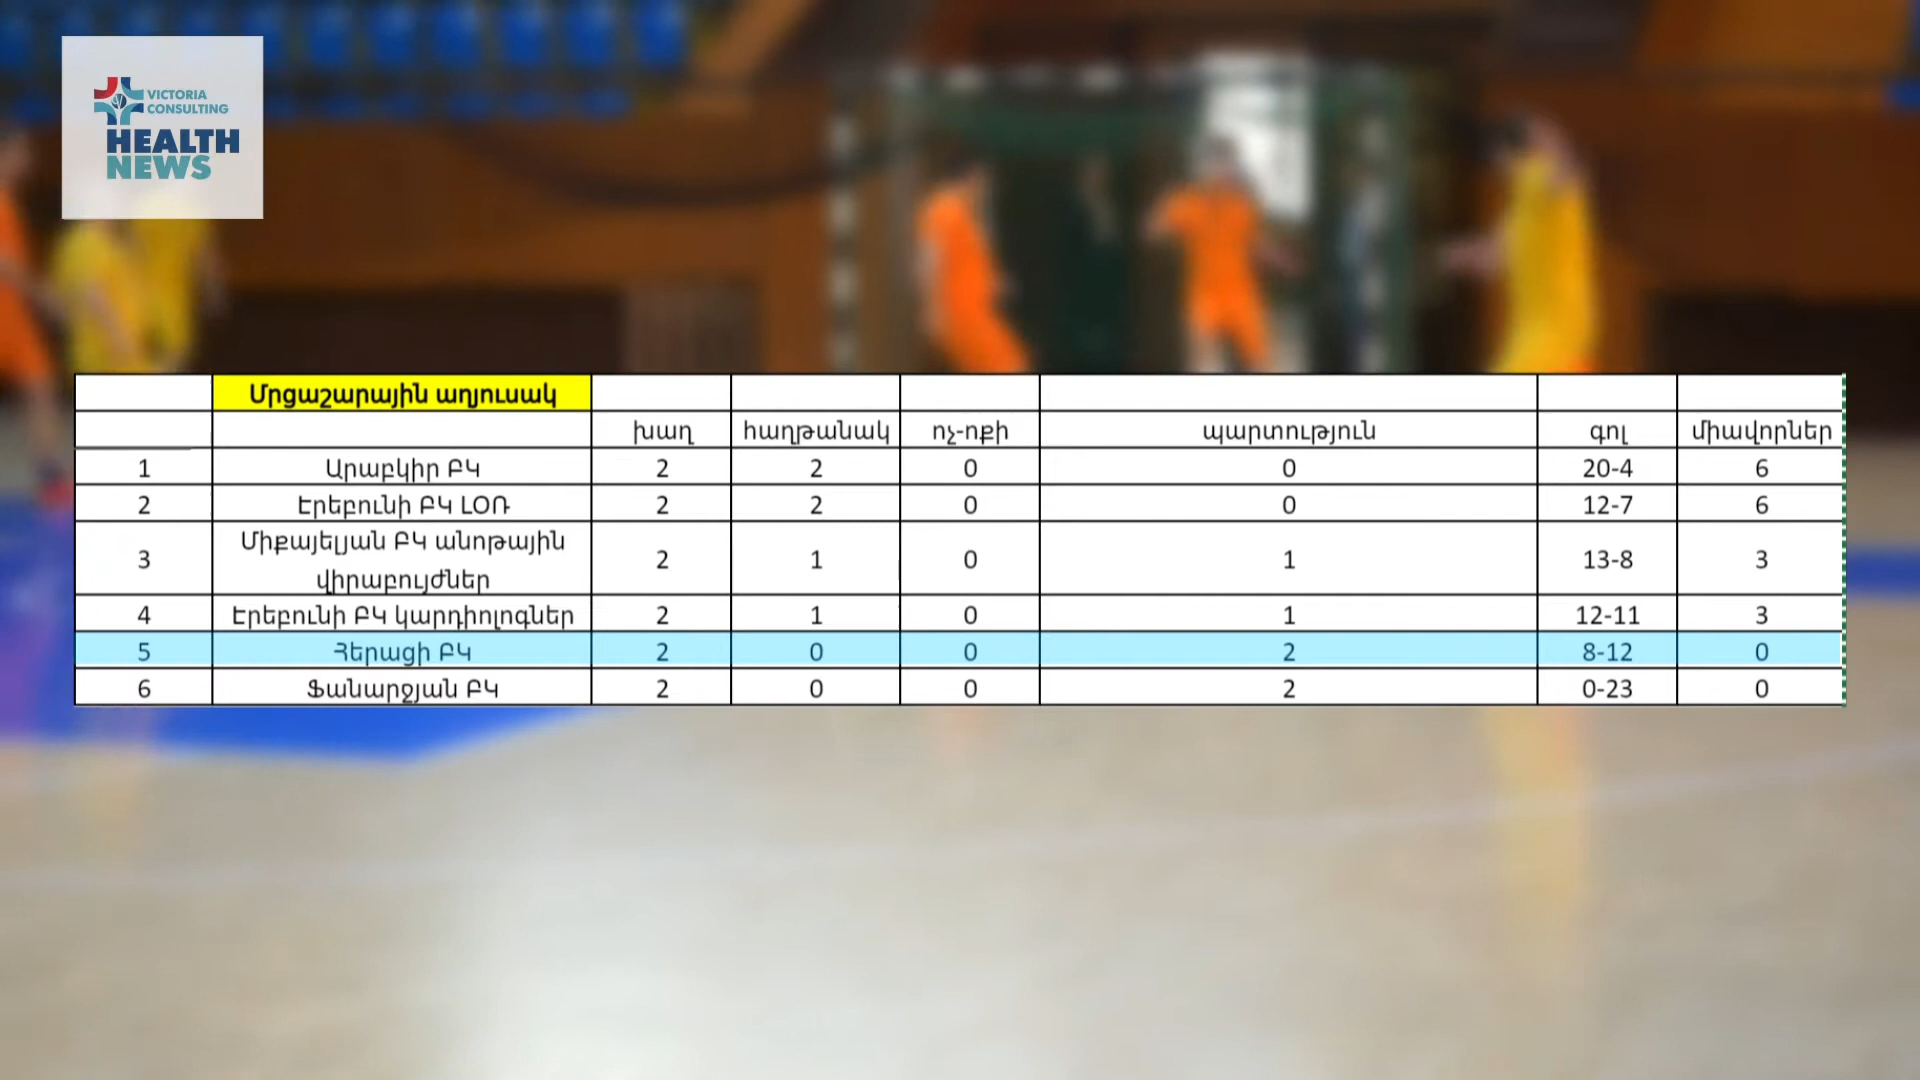 VICTORIA
CONSULTING
HEALTH
NEWS
Մրցաշարային աղյուսակ
խաղ հաղթանակ ոչ-ոքի պարտություն գոլ միավորներ
1 Արաբկիր ԲԿ 2 2 0 0 20-4 6
2 Էրեբունի ԲԿ ԼՕՌ 2 2 0 0 12-7 6
3 Միքայելյան ԲԿ անոթային վիրաբույժներ 2 1 0 1 13-8 3
4 Էրեբունի ԲԿ կարդիոլոգներ 2 1 0 1 12-11 3
5 Հերացի ԲԿ 2 0 0 2 8-12 0
6 Ֆանարջյան ԲԿ 2 0 0 2 0-23 0